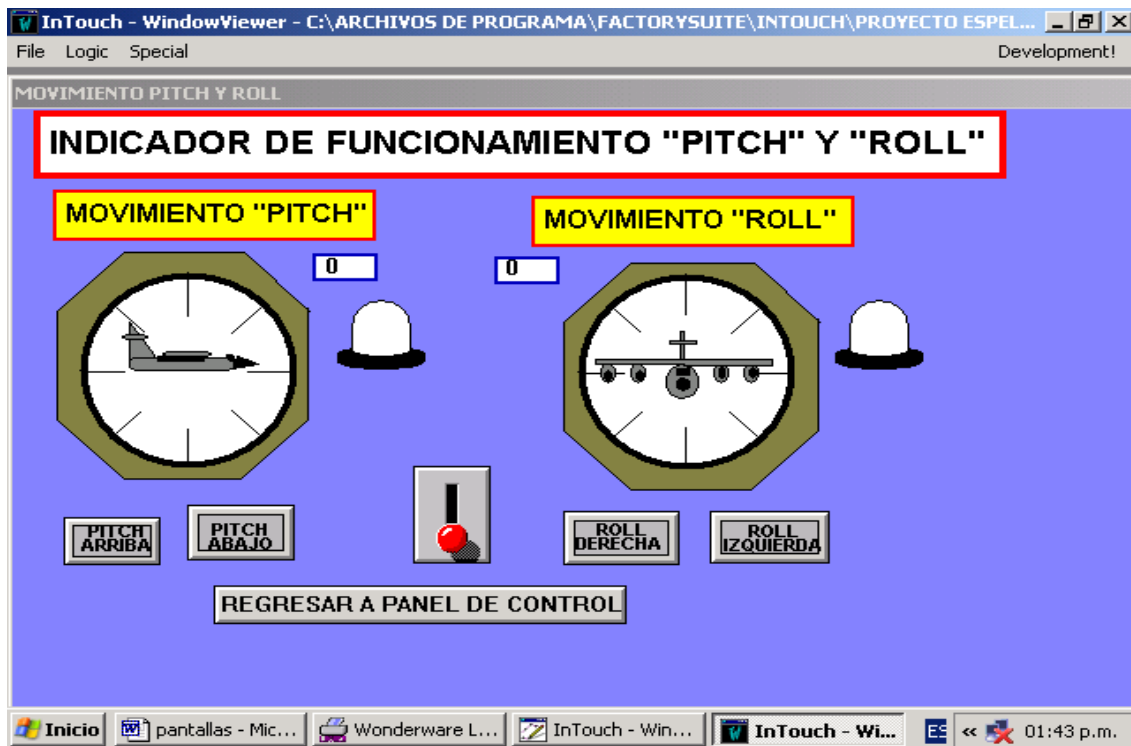 InTouch - WindowViewer - C:\ARCHIVOS DE PROGRAMA\FACTORYSUITE\INTOUCH\PROYECTO ESPEL...
File Logic Special Development!
MOVIMIENTO PITCH Y ROLL
INDICADOR DE FUNCIONAMIENTO "PITCH" Y "ROLL"
MOVIMIENTO "PITCH"
MOVIMIENTO "ROLL"
0
0
PITCH
ARRIBA
PITCH
ABAJO
ROLL
DERECHA
ROLL
IZQUIERDA
REGRESAR A PANEL DE CONTROL
Inicio pantallas - Mic... Wonderware L... InTouch - Win... InTouch - Wi... ES « 01:43 p.m.